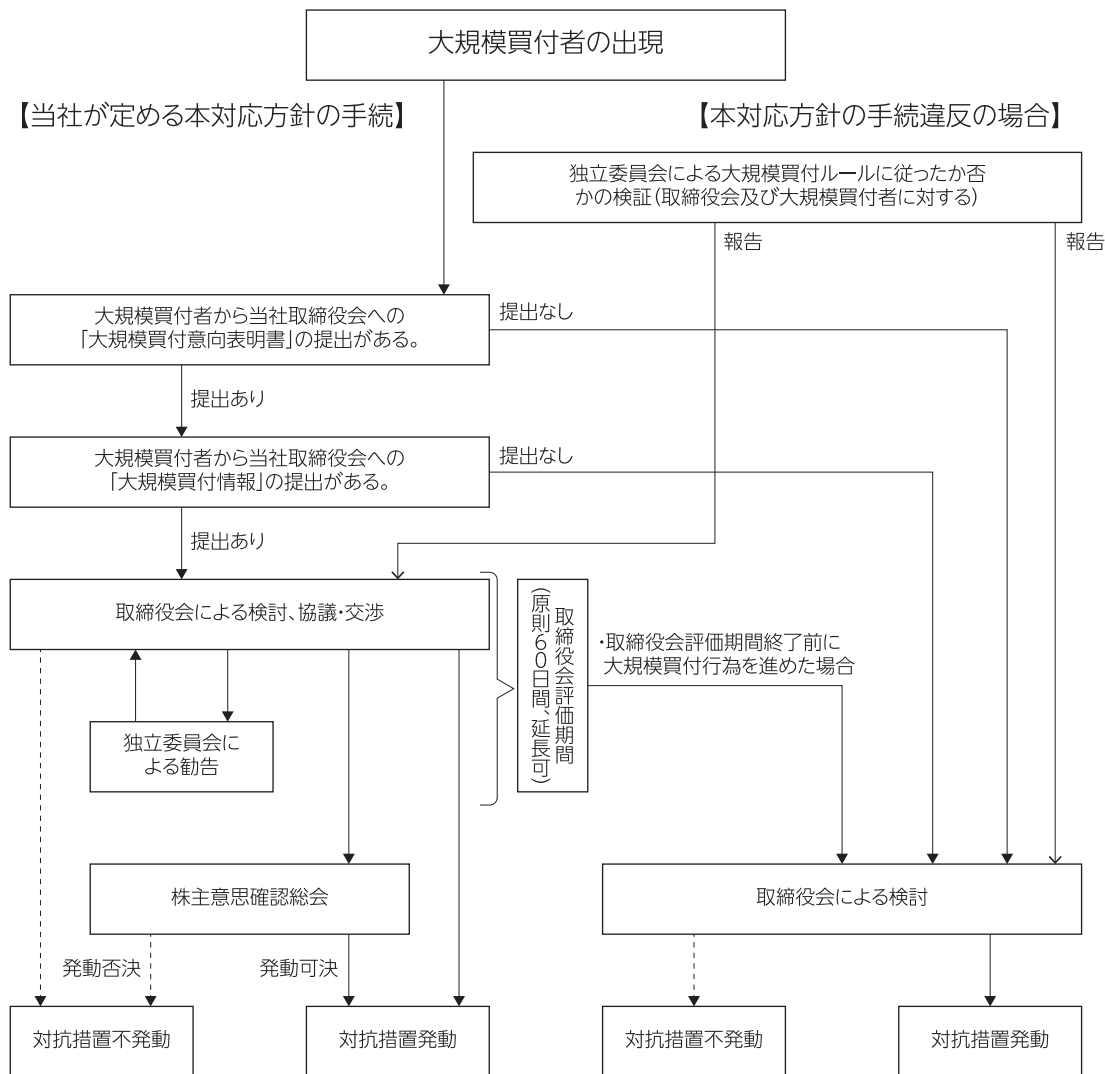 大規模買付者の出現
【当社が定める本対応方針の手続】
【本対応方針の手続違反の場合】
独立委員会による大規模買付ルールに従ったか否
かの検証(取締役会及び大規模買付者に対する)
報告
報告
大規模買付者から当社取締役会への
「大規模買付意向表明書」の提出がある。
提出なし
提出あり
大規模買付者から当社取締役会への
「大規模買付情報」の提出がある。
提出なし
提出あり
取締役会による検討、協議・交渉
取締役会評価期間
(原則60日間、延長可)
・取締役会評価期間終了前に
大規模買付行為を進めた場合
独立委員会に
よる勧告
株主意思確認総会
取締役会による検討
発動否決
発動可決
対抗措置不発動
対抗措置発動
対抗措置不発動
対抗措置発動